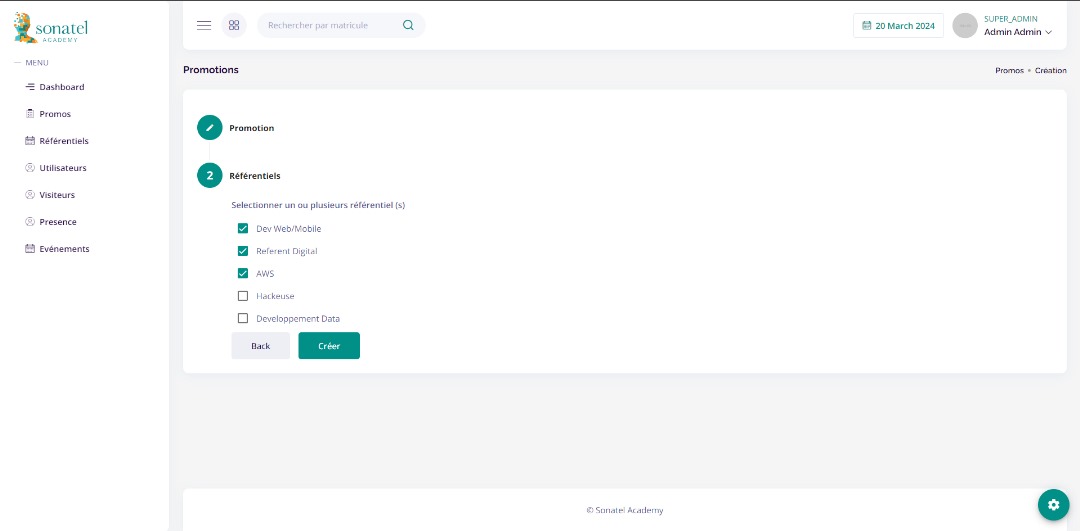 sonatel
ACADEMY
MENU
Dashboard
Promos
Référentiels
Utilisateurs
Visiteurs
Presence
Evénements
Rechercher par matricule
20 March 2024
SUPER_ADMIN
Admin Admin
Promotions
Promos • Création
Promotion
2 Référentiels
Selectionner un ou plusieurs référentiel (s)
Dev Web/Mobile
Referent Digital
AWS
Hackeuse
Developpement Data
Back Créer
© Sonatel Academy